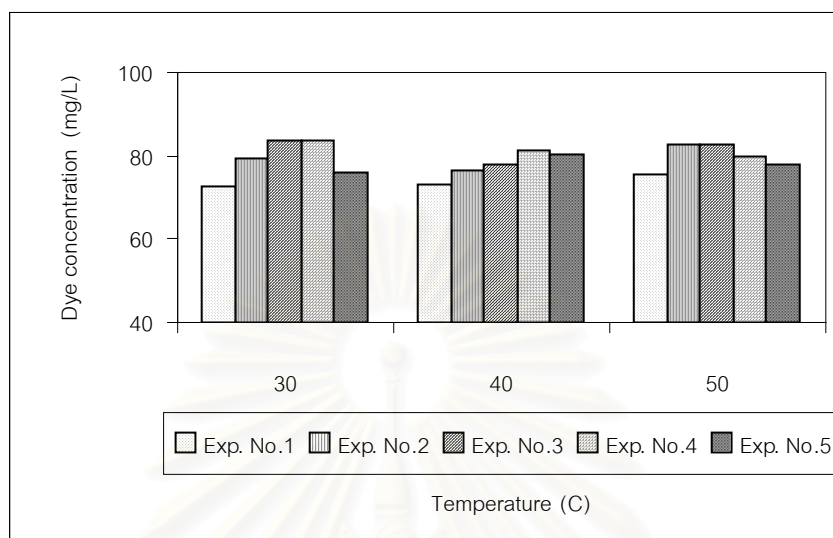 Dye concentration (mg/L)
100
80
60
40
30 40 50
Exp. No.1 Exp. No.2 Exp. No.3 Exp. No.4 Exp. No.5
Temperature (C)